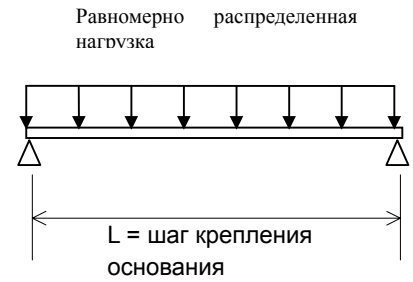 Равномерно распределенная
нагрузка
L = шаг крепления
основания